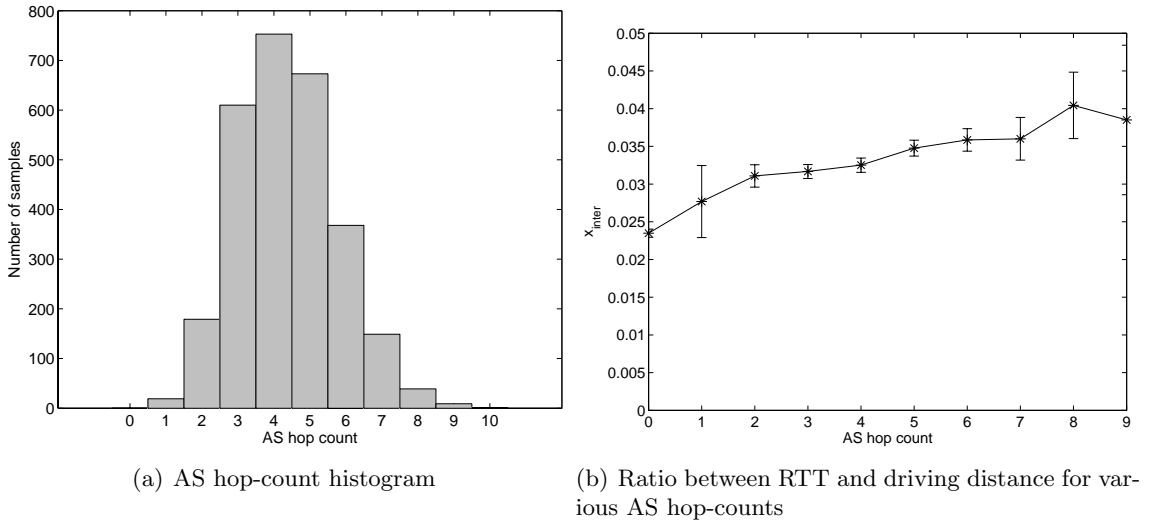 800
700
600
500
400
300
200
100
0
Number of samples
0 1 2 3 4 5 6 7 8 9 10
AS hop count
(a) AS hop-count histogram
0.05
0.045
0.04
0.035
0.03
0.025
0.02
0.015
0.01
0.005
0
x_inter
0 1 2 3 4 5 6 7 8 9
AS hop count
(b) Ratio between RTT and driving distance for var-
ious AS hop-counts